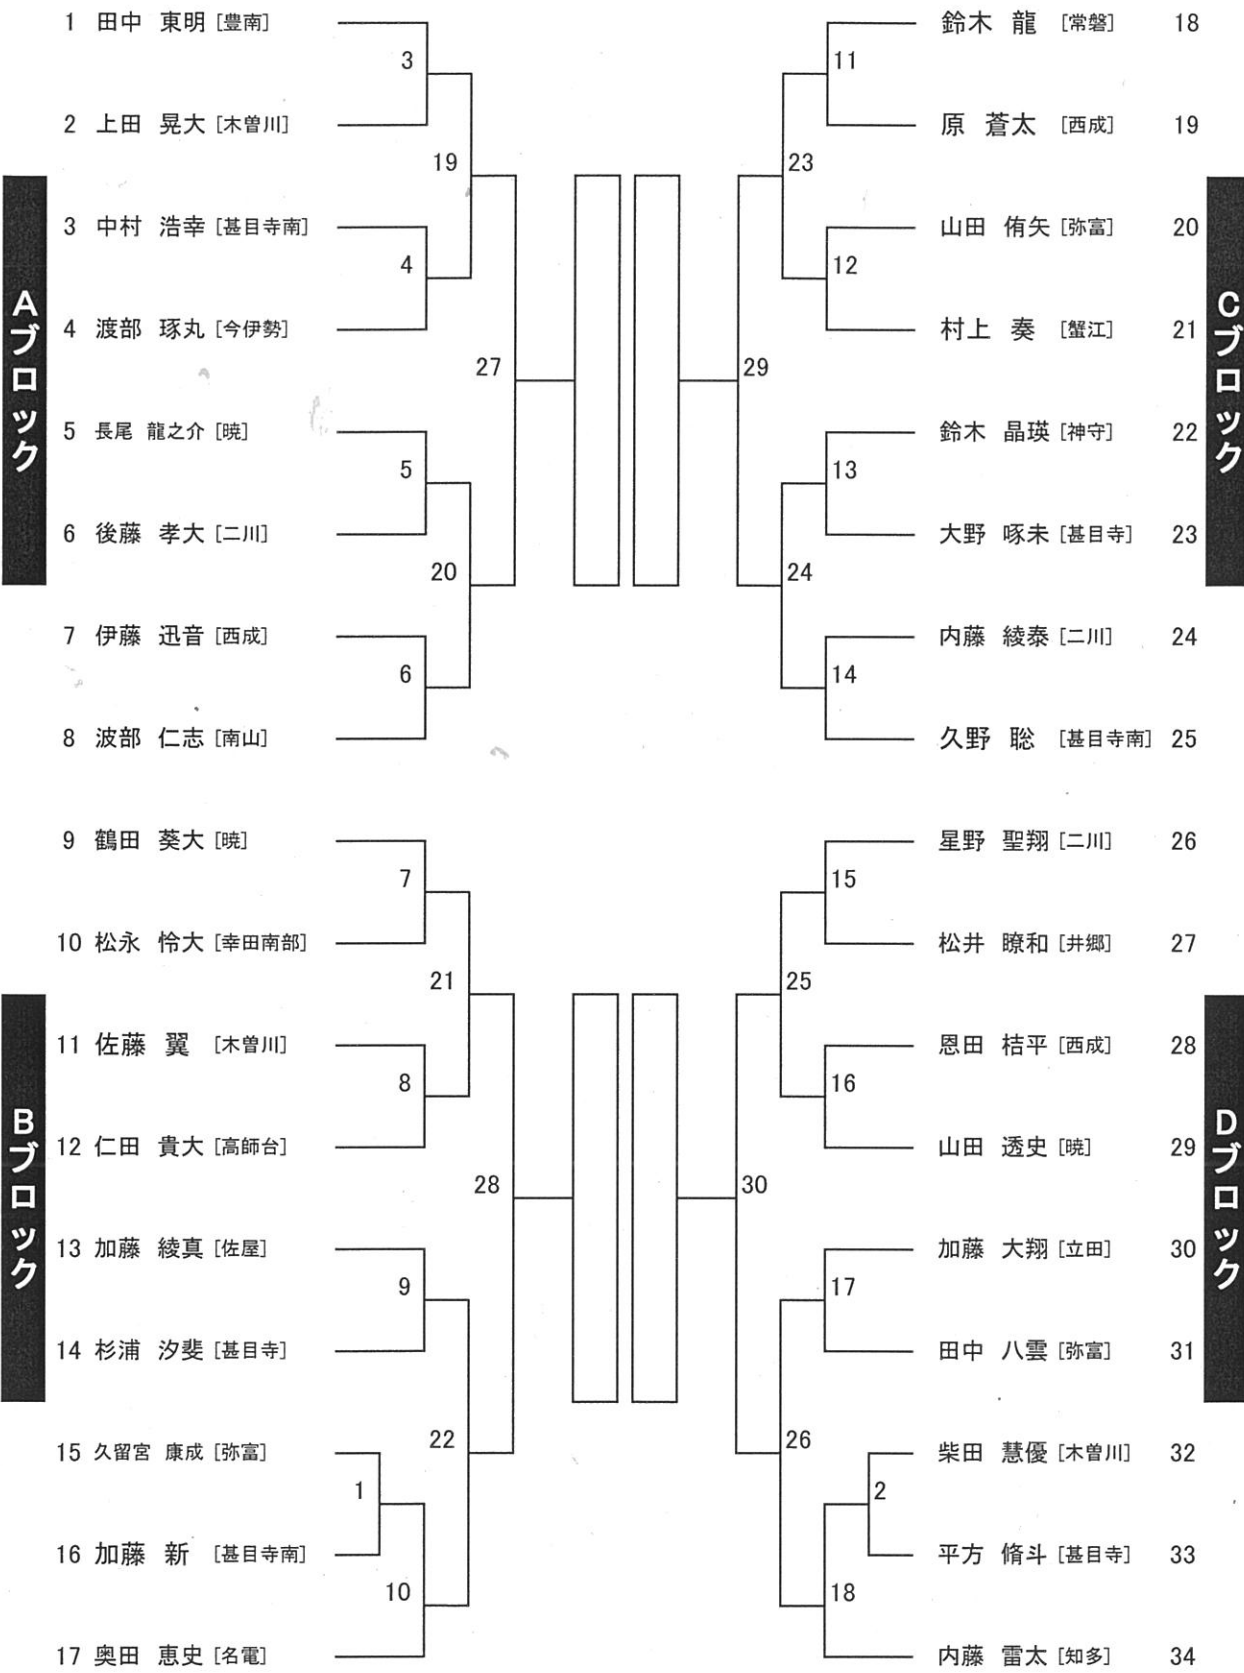 Aブロック
1 田中 東明 [豊南]
2 上田 晃大 [木曽川]
3 中村 浩幸 [甚目寺南]
4 渡部 琢丸 [今伊勢]
5 長尾 龍之介 [暁]
6 後藤 孝大 [二川]
7 伊藤 迅音 [西成]
8 波部 仁志 [南山]
3
4
5
6
19
20
27
Bブロック
9 鶴田 葵大 [暁]
10 松永 怜大 [幸田南部]
11 佐藤 翼 [木曽川]
12 仁田 貴大 [高師台]
13 加藤 綾真 [佐屋]
14 杉浦 汐斐 [甚目寺]
15 久留宮 康成 [弥富]
16 加藤 新 [甚目寺南]
17 奥田 恵史 [名電]
7
8
9
1
10
21
22
28
Cブロック
鈴木 龍 [常磐] 18
原 蒼太 [西成] 19
山田 侑矢 [弥富] 20
村上 奏 [蟹江] 21
鈴木 晶瑛 [神守] 22
大野 啄未 [甚目寺] 23
内藤 綾泰 [二川] 24
久野 聡 [甚目寺南] 25
11
12
13
14
23
24
29
Dブロック
星野 聖翔 [二川] 26
松井 瞭和 [井郷] 27
恩田 桔平 [西成] 28
山田 透史 [暁] 29
加藤 大翔 [立田] 30
田中 八雲 [弥富] 31
柴田 慧優 [木曽川] 32
平方 脩斗 [甚目寺] 33
内藤 雷太 [知多] 34
15
16
17
2
18
25
26
30